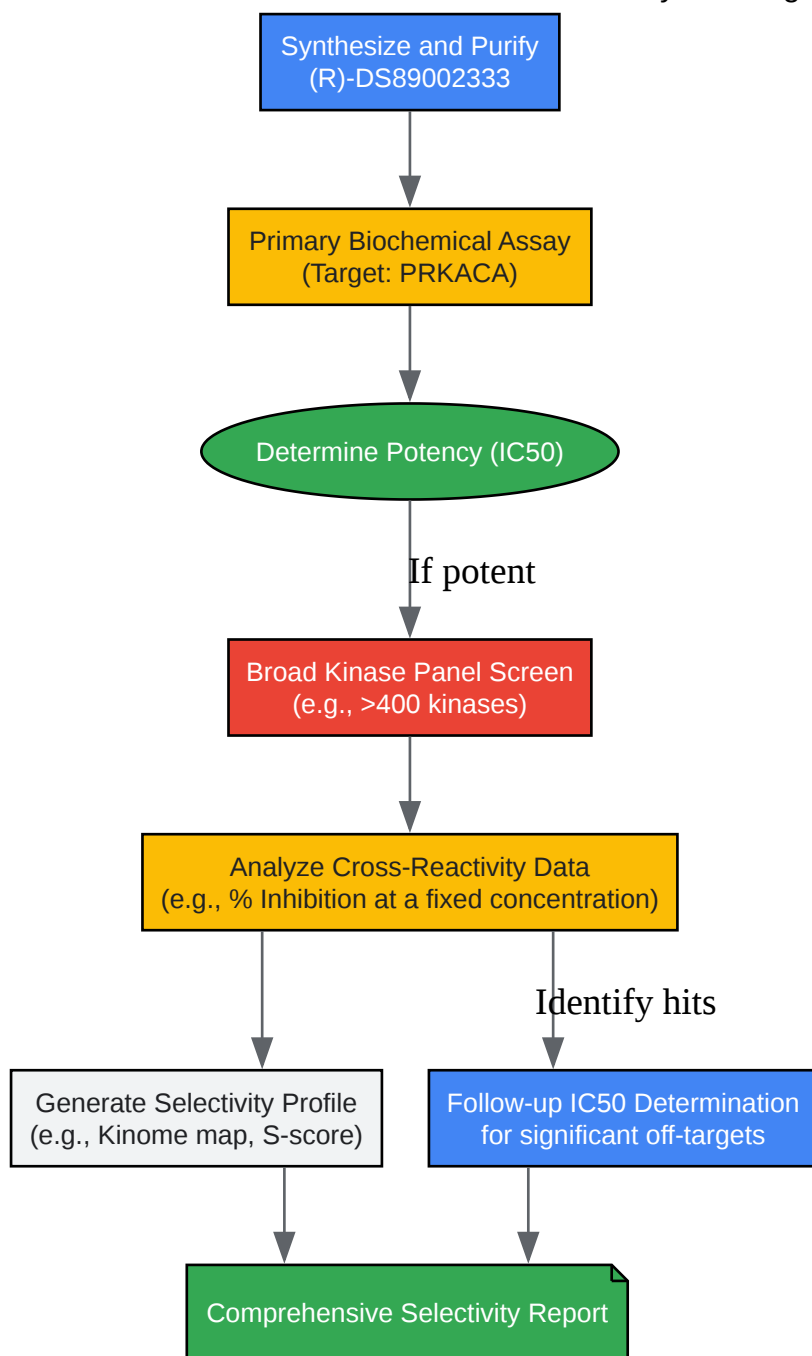 Synthesize and Purify
(R)-DS89002333
Primary Biochemical Assay
(Target: PRKACA)
Determine Potency (IC50)
If potent
Broad Kinase Panel Screen
(e.g., >400 kinases)
Analyze Cross-Reactivity Data
(e.g., % Inhibition at a fixed concentration)
Identify hits
Generate Selectivity Profile
(e.g., Kinome map, S-score)
Follow-up IC50 Determination
for significant off-targets
Comprehensive Selectivity Report